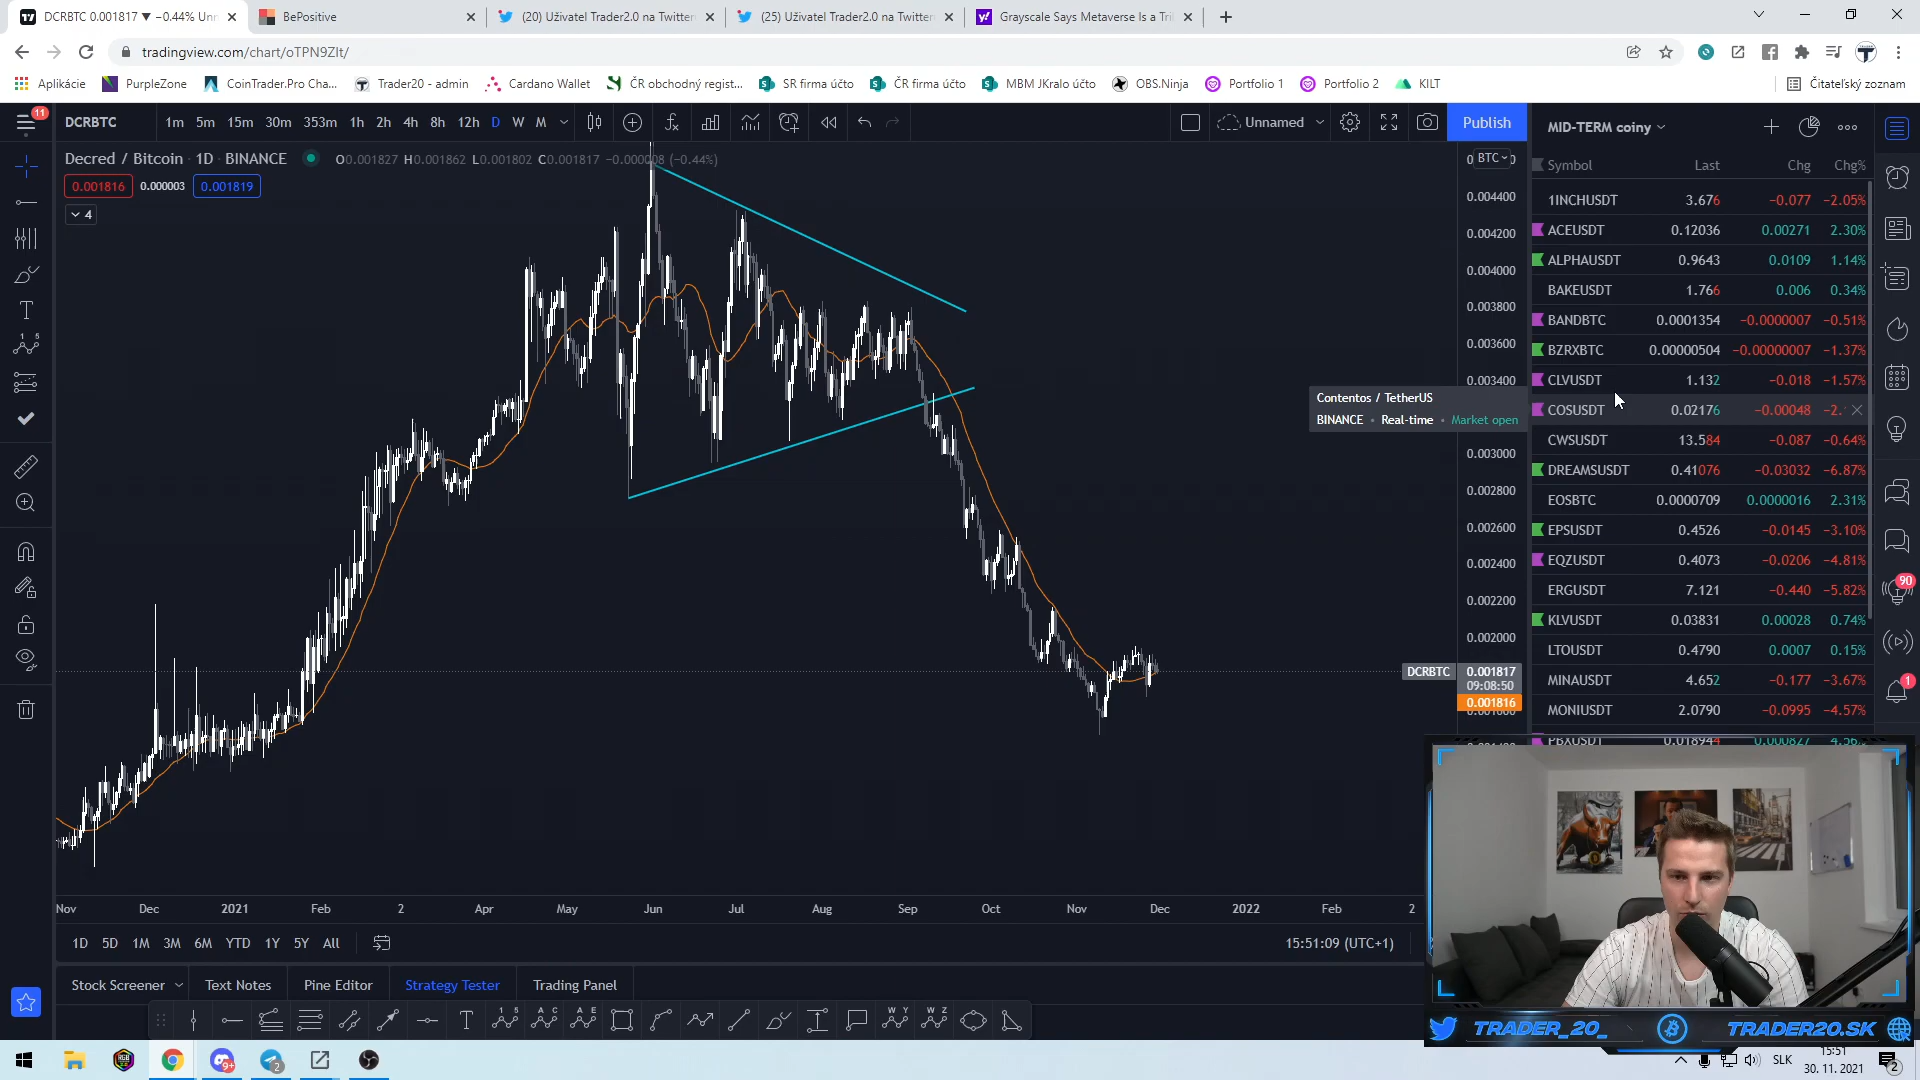 DCRBTC 0.001817 ▼ −0.44% Unn
BePositive
(20) Uživatel Trader2.0 na Twitter
(25) Uživatel Trader2.0 na Twitter
Grayscale Says Metaverse Is a Tri
tradingview.com/chart/oTPN9ZIt/
Aplikácie
PurpleZone
CoinTrader.Pro Cha...
Trader20 - admin
Cardano Wallet
ČR obchodný regist...
SR firma účto
ČR firma účto
MBM JKralo účto
OBS.Ninja
Portfolio 1
Portfolio 2
KILT
Čitateľský zoznam
11
DCRBTC
1m 5m 15m 30m 353m 1h 2h 4h 8h 12h D W M
Unnamed
Publish
Decred / Bitcoin · 1D · BINANCE
O0.001827 H0.001862 L0.001802 C0.001817 −0.000008 (−0.44%)
0.001816 0.000003 0.001819
4
BTC
0.004400
0.004200
0.004000
0.003800
0.003600
0.003400
0.003000
0.002800
0.002600
0.002400
0.002200
0.002000
DCRBTC 0.001817
09:08:50
0.001816
Contentos / TetherUS
BINANCE • Real-time • Market open
MID-TERM coiny
Symbol Last Chg Chg%
1INCHUSDT 3.676 −0.077 −2.05%
ACEUSDT 0.12036 0.00271 2.30%
ALPHAUSDT 0.9643 0.0109 1.14%
BAKEUSDT 1.766 0.006 0.34%
BANDBTC 0.0001354 −0.0000007 −0.51%
BZRXBTC 0.00000504 −0.00000007 −1.37%
CLVUSDT 1.132 −0.018 −1.57%
COSUSDT 0.02176 −0.00048 −2.
CWSUSDT 13.584 −0.087 −0.64%
DREAMSUSDT 0.41076 −0.03032 −6.87%
EOSBTC 0.0000709 0.0000016 2.31%
EPSUSDT 0.4526 −0.0145 −3.10%
EQZUSDT 0.4073 −0.0206 −4.81%
ERGUSDT 7.121 −0.440 −5.82%
KLVUSDT 0.03831 0.00028 0.74%
LTOUSDT 0.4790 0.0007 0.15%
MINAUSDT 4.652 −0.177 −3.67%
MONIUSDT 2.0790 −0.0995 −4.57%
PBXUSDT 0.018944 0.000827 4.56%
90
1
Nov Dec 2021 Feb 2 Apr May Jun Jul Aug Sep Oct Nov Dec 2022 Feb 2
1D 5D 1M 3M 6M YTD 1Y 5Y All
15:51:09 (UTC+1)
Stock Screener
Text Notes
Pine Editor
Strategy Tester
Trading Panel
TRADER_20_
TRADER20.SK
9+
2
SLK
15:51
30. 11. 2021
2